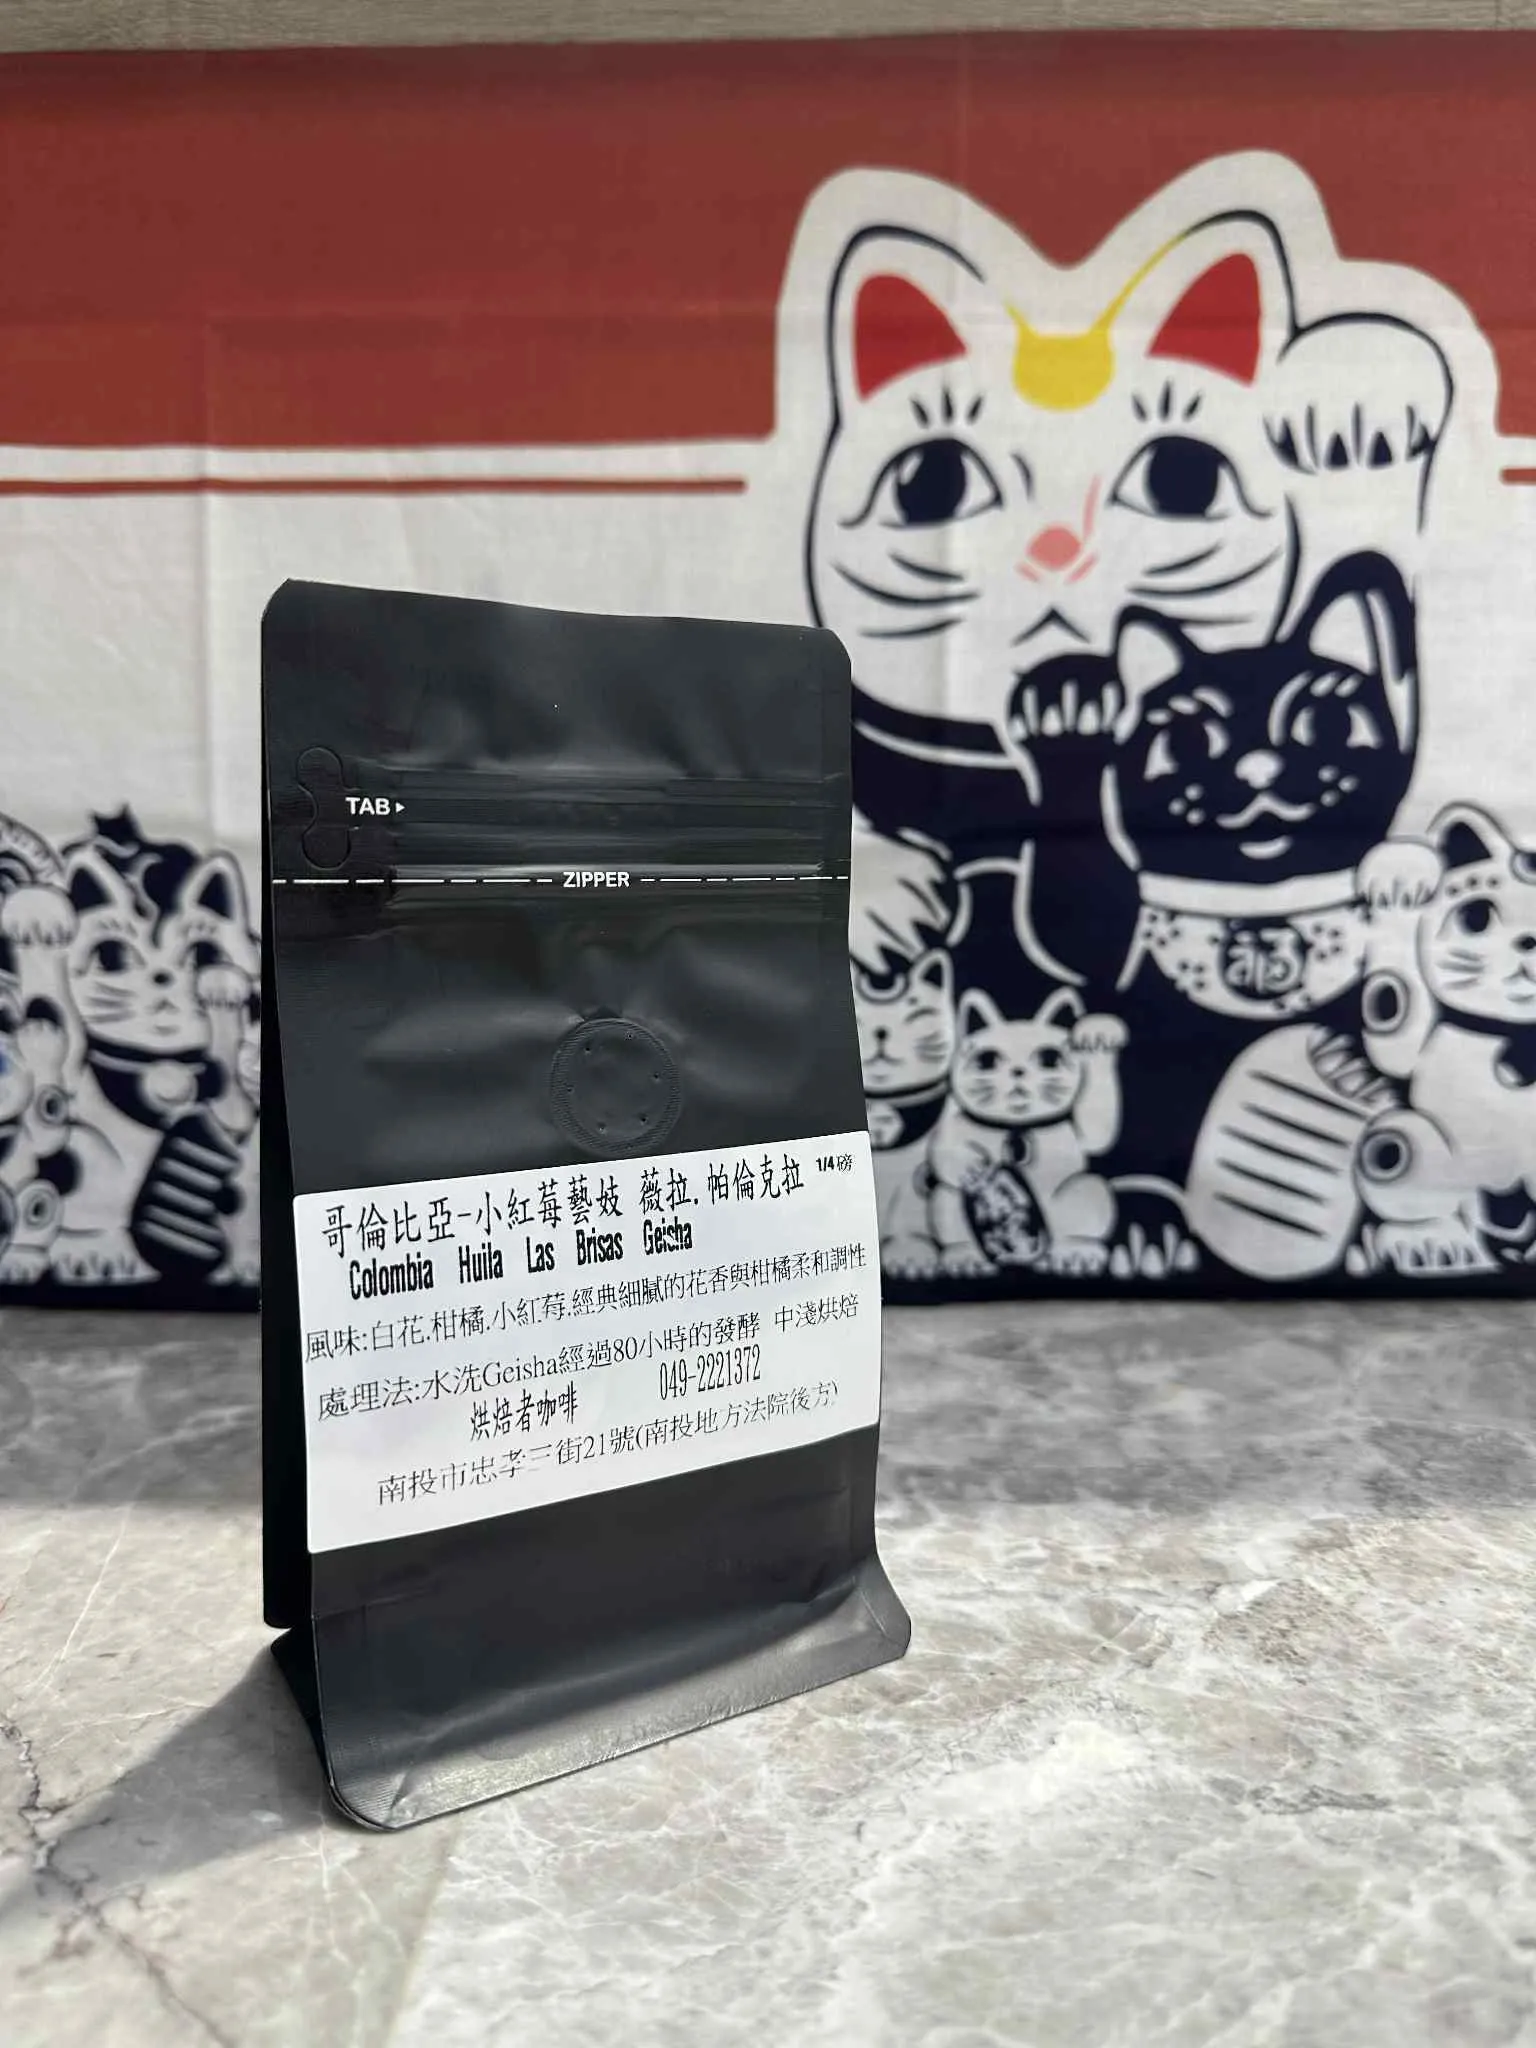 TAB
ZIPPER
哥倫比亞-小紅莓藝妓 薇拉.帕倫克拉 1/4磅
Colombia Huila Las Brisas Geisha
風味:白花.柑橘.小紅莓.經典細膩的花香與柑橘柔和調性
處理法:水洗Geisha經過80小時的發酵 中淺烘焙
烘焙者咖啡 049-2221372
南投市忠孝三街21號(南投地方法院後方)
福